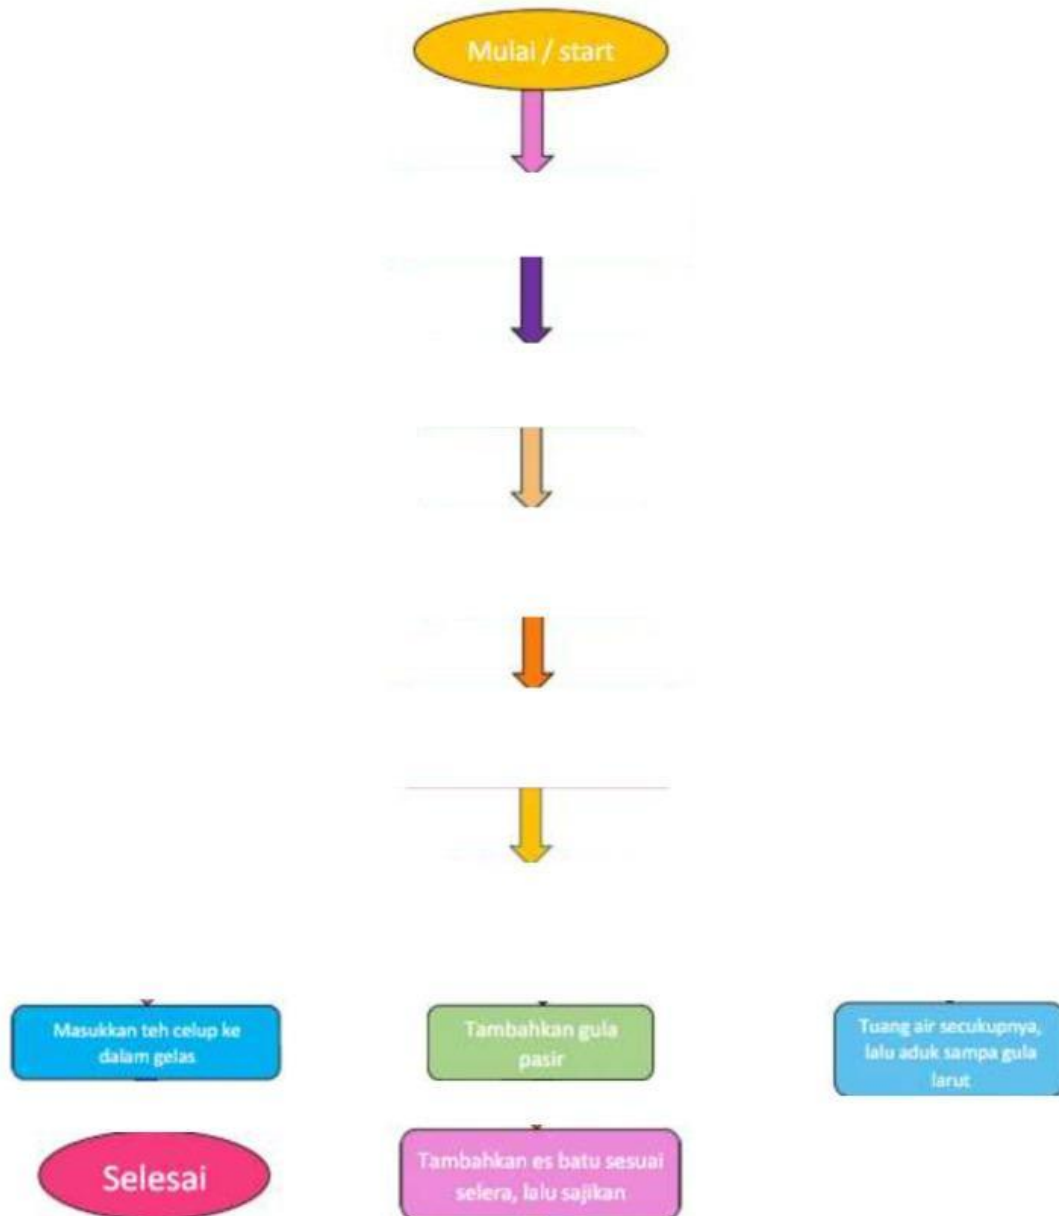 Mulai / start
Masukkan teh celup ke
dalam gelas
Tambahkan gula
pasir
Tuang air secukupnya,
lalu aduk sampa gula
larut
Selesai
Tambahkan es batu sesuai
selera, lalu sajikan